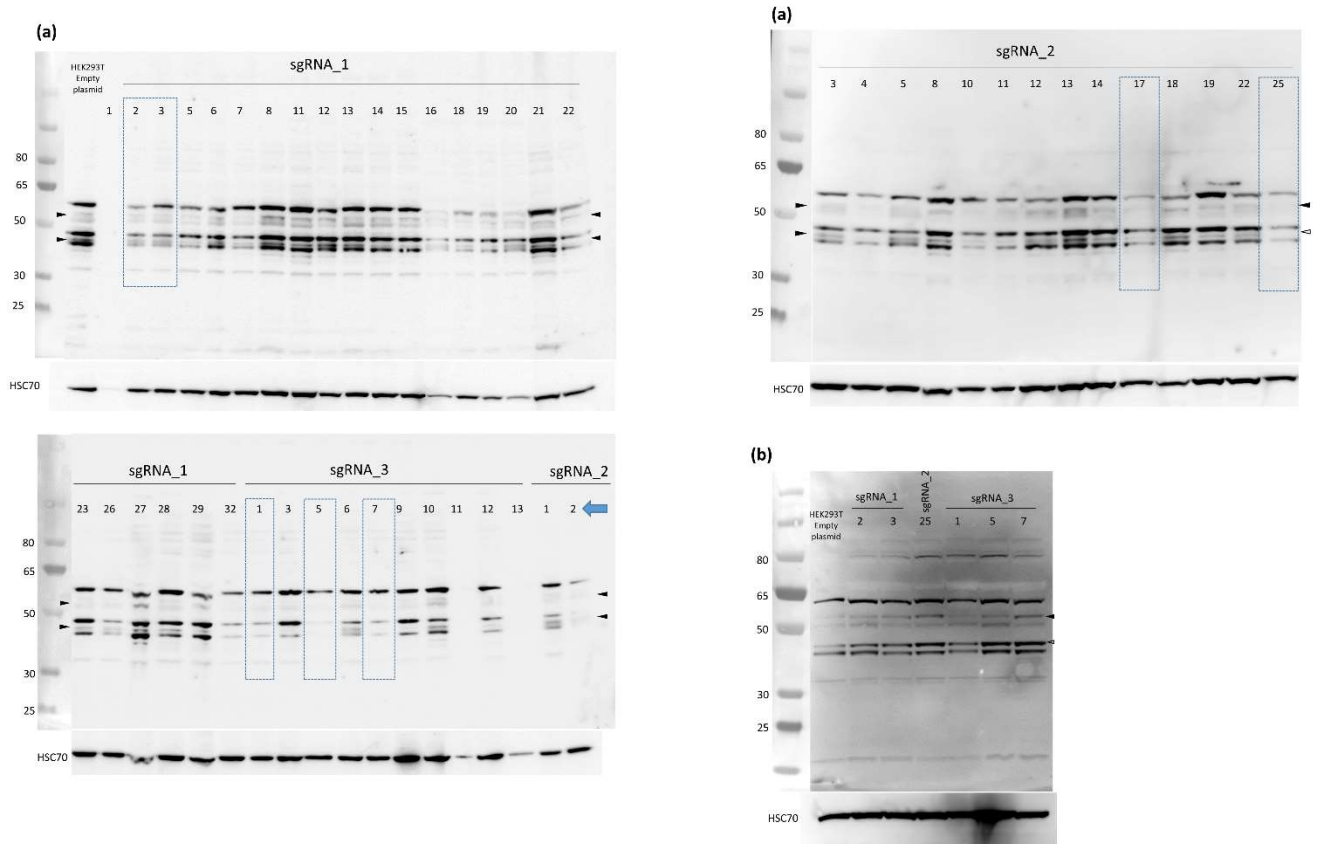 (a)
sgRNA_1
HEK293T
Empty
plasmid
1 2 3 5 6 7 8 11 12 13 14 15 16 18 19 20 21 22
80
65
50
30
25
HSC70
sgRNA_1 sgRNA_3 sgRNA_2
23 26 27 28 29 32 1 3 5 6 7 9 10 11 12 13 1 2
80
65
50
30
25
HSC70
(a)
sgRNA_2
3 4 5 8 10 11 12 13 14 17 18 19 22 25
80
65
50
30
25
HSC70
(b)
sgRNA_1 sgRNA_2 sgRNA_3
HEK293T
Empty
plasmid
2 3 25 1 5 7
80
65
50
30
25
HSC70